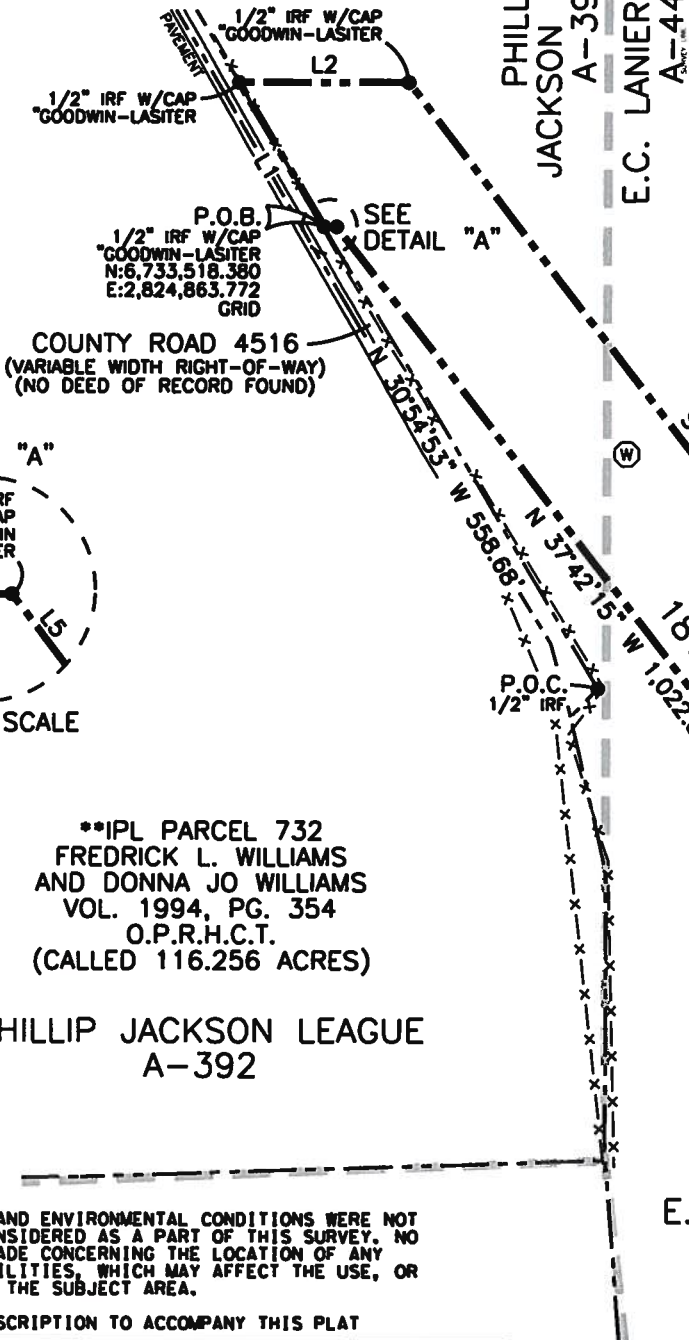 1/2" IRF W/CAP
"GOODWIN-LASITER
PAVEMENT
L2
1/2" IRF W/CAP
"GOODWIN-LASITER
L1
PHILL
JACKSON
A-39
E.C. LANIER
A-44
P.O.B.
1/2" IRF W/CAP
"GOODWIN-LASITER
N:6,733,518.380
E:2,824,863.772
GRID
SEE
DETAIL "A"
COUNTY ROAD 4516
(VARIABLE WIDTH RIGHT-OF-WAY)
(NO DEED OF RECORD FOUND)
N 30°54'53" W 558.68'
W
N 37°42'15" W 1,022.
18
"A"
RF
AP
IN
ER
L5
SCALE
P.O.C.
1/2" IRF
**IPL PARCEL 732
FREDRICK L. WILLIAMS
AND DONNA JO WILLIAMS
VOL. 1994, PG. 354
O.P.R.H.C.T.
(CALLED 116.256 ACRES)
HILLIP JACKSON LEAGUE
A-392
E.
AND ENVIRONMENTAL CONDITIONS WERE NOT
NSIDERED AS A PART OF THIS SURVEY. NO
ADE CONCERNING THE LOCATION OF ANY
ILITIES, WHICH MAY AFFECT THE USE, OR
THE SUBJECT AREA.
SCRIPTION TO ACCOMPANY THIS PLAT